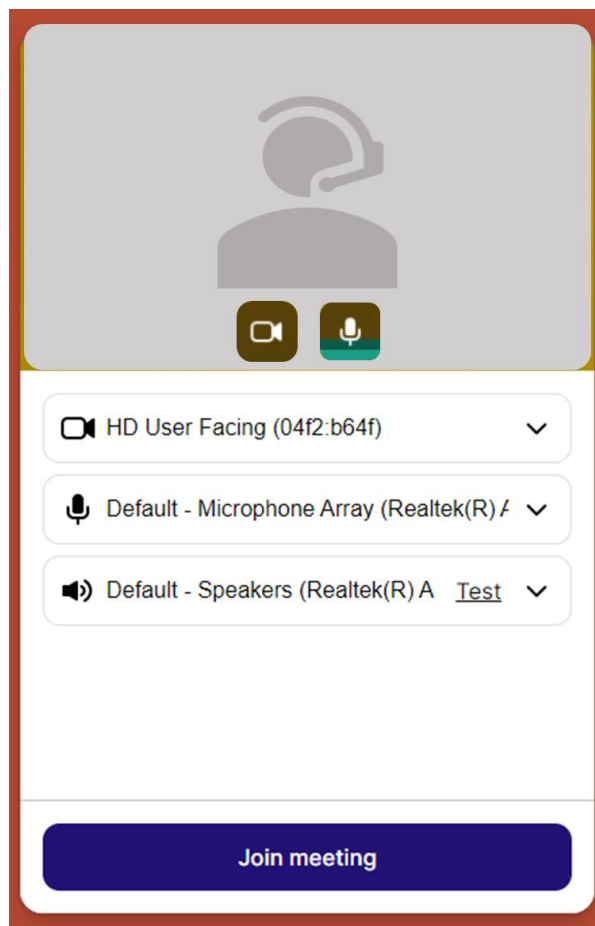 HD User Facing (04f2:b64f)
Default - Microphone Array (Realtek(R) A
Default - Speakers (Realtek(R) A Test
Join meeting